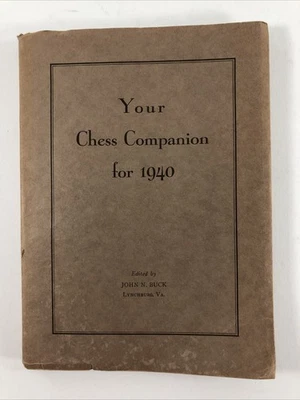 Your
Chess Companion
for 1940
Edited by
JOHN N. BUCK
LYNCHBURG, VA.